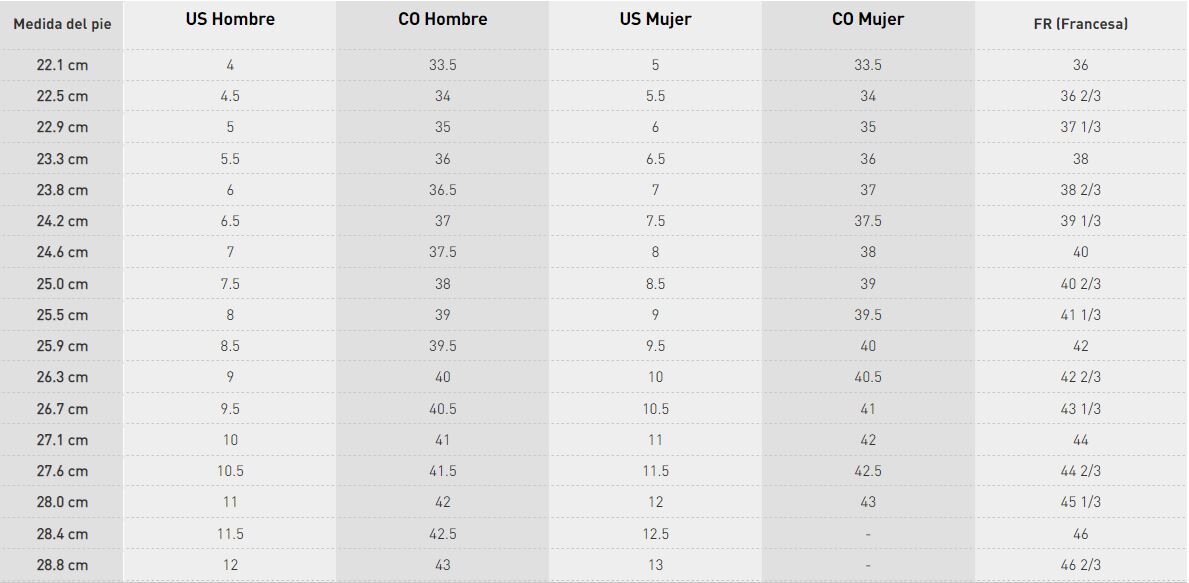 Medida del pie US Hombre CO Hombre US Mujer CO Mujer FR (Francesa)
22.1 cm 4 33.5 5 33.5 36
22.5 cm 4.5 34 5.5 34 36 2/3
22.9 cm 5 35 6 35 37 1/3
23.3 cm 5.5 36 6.5 36 38
23.8 cm 6 36.5 7 37 38 2/3
24.2 cm 6.5 37 7.5 37.5 39 1/3
24.6 cm 7 37.5 8 38 40
25.0 cm 7.5 38 8.5 39 40 2/3
25.5 cm 8 39 9 39.5 41 1/3
25.9 cm 8.5 39.5 9.5 40 42
26.3 cm 9 40 10 40.5 42 2/3
26.7 cm 9.5 40.5 10.5 41 43 1/3
27.1 cm 10 41 11 42 44
27.6 cm 10.5 41.5 11.5 42.5 44 2/3
28.0 cm 11 42 12 43 45 1/3
28.4 cm 11.5 42.5 12.5 - 46
28.8 cm 12 43 13 - 46 2/3